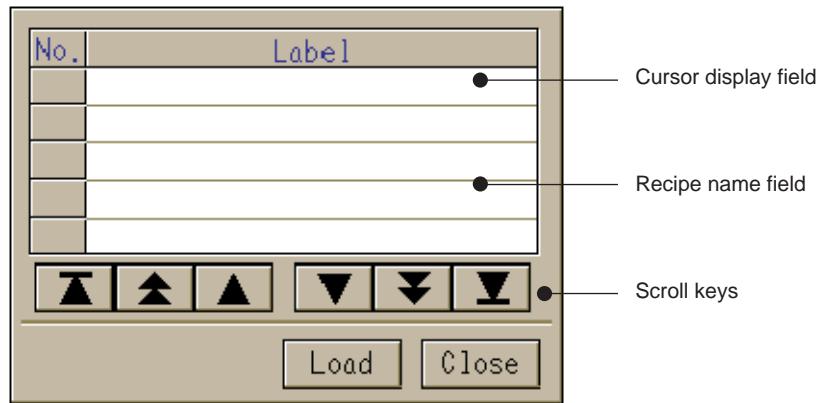 No. Label
Cursor display field
Recipe name field
Scroll keys
Load Close